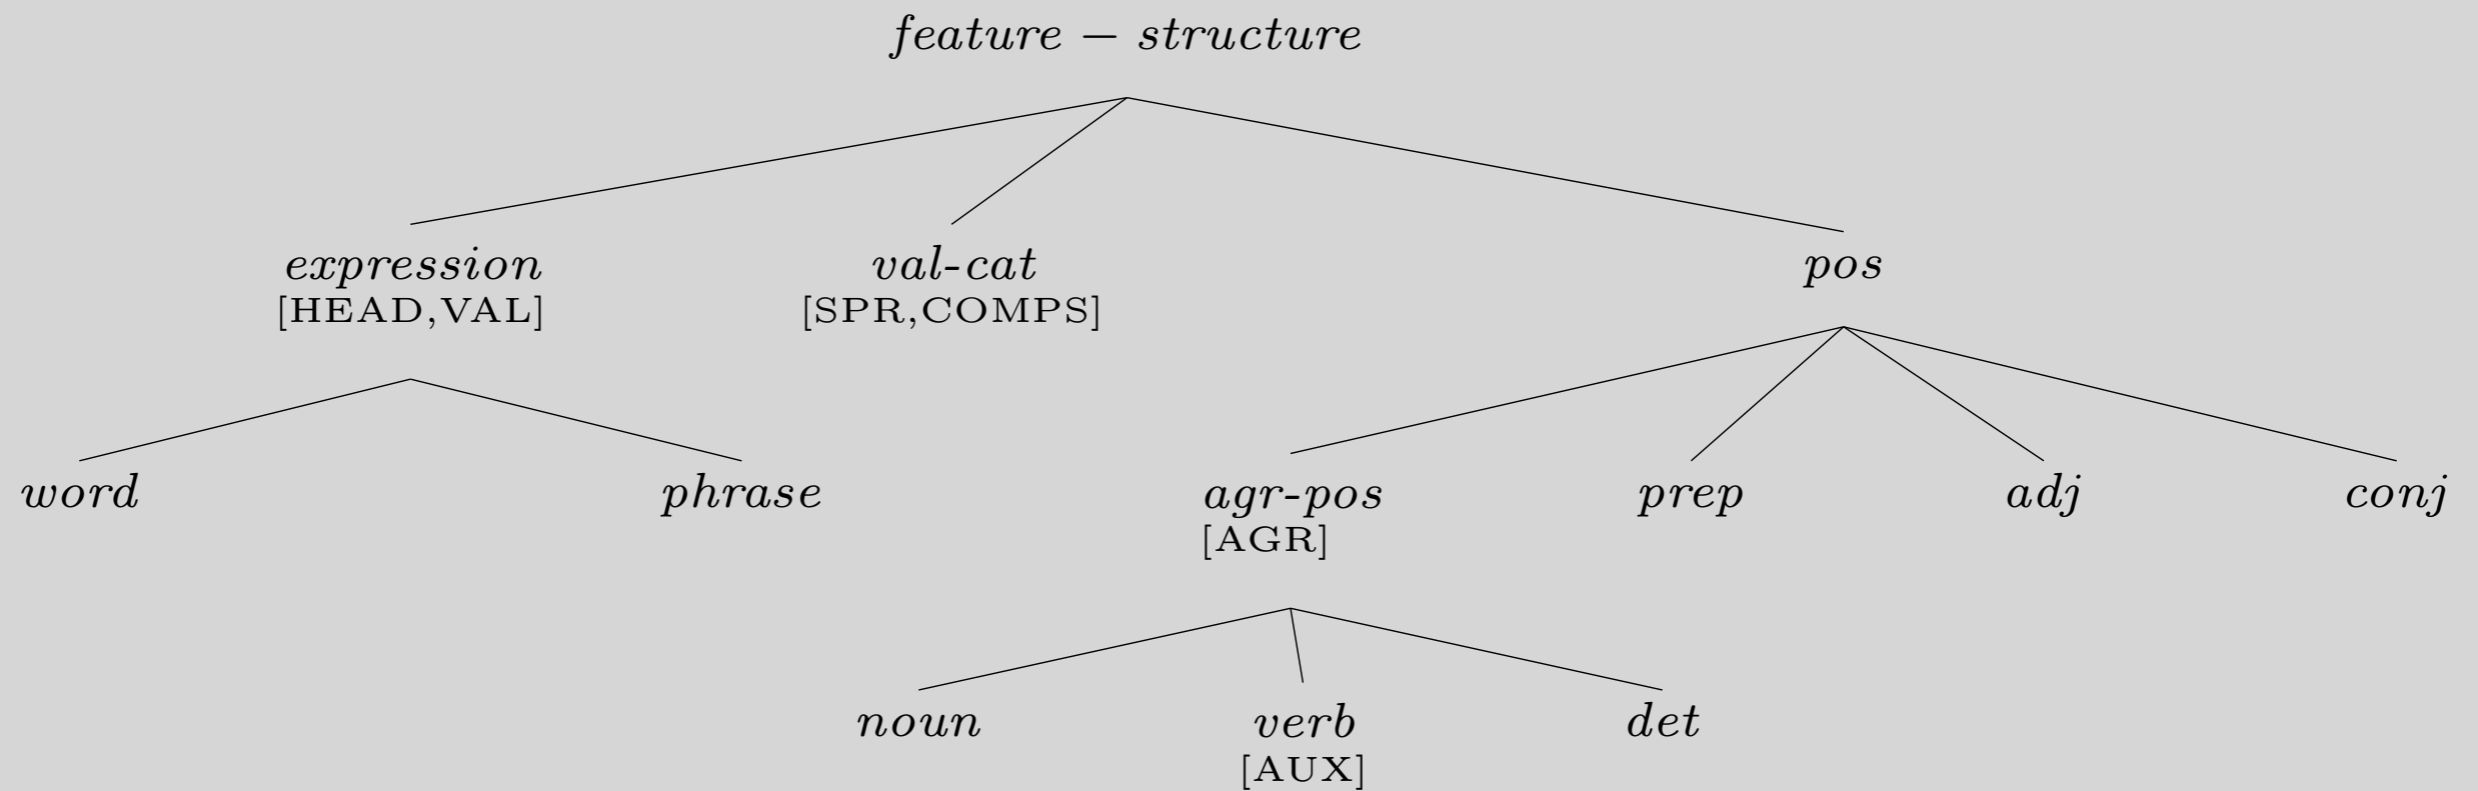 feature − structure
expression val-cat pos
[HEAD,VAL] [SPR,COMPS]
word phrase agr-pos prep adj conj
[AGR]
noun verb det
[AUX]